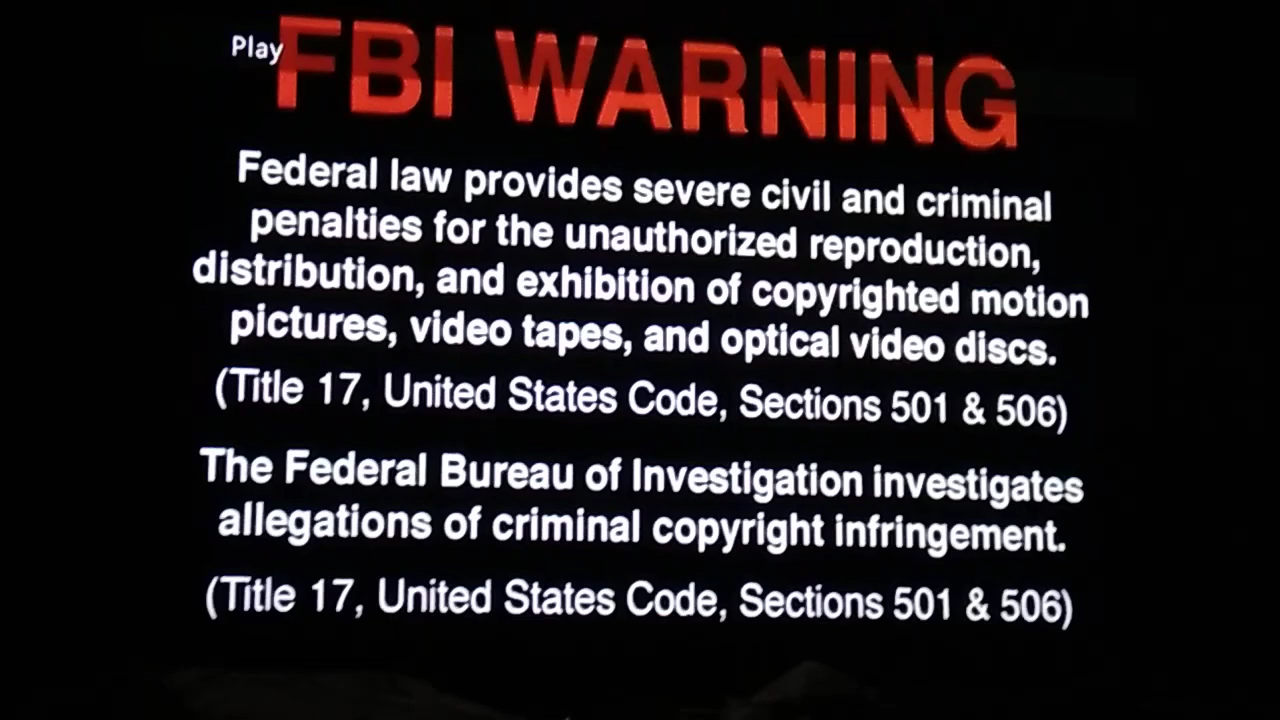 Play
FBI WARNING
Federal law provides severe civil and criminal
penalties for the unauthorized reproduction,
distribution, and exhibition of copyrighted motion
pictures, video tapes, and optical video discs.
(Title 17, United States Code, Sections 501 & 506)
The Federal Bureau of Investigation investigates
allegations of criminal copyright infringement.
(Title 17, United States Code, Sections 501 & 506)